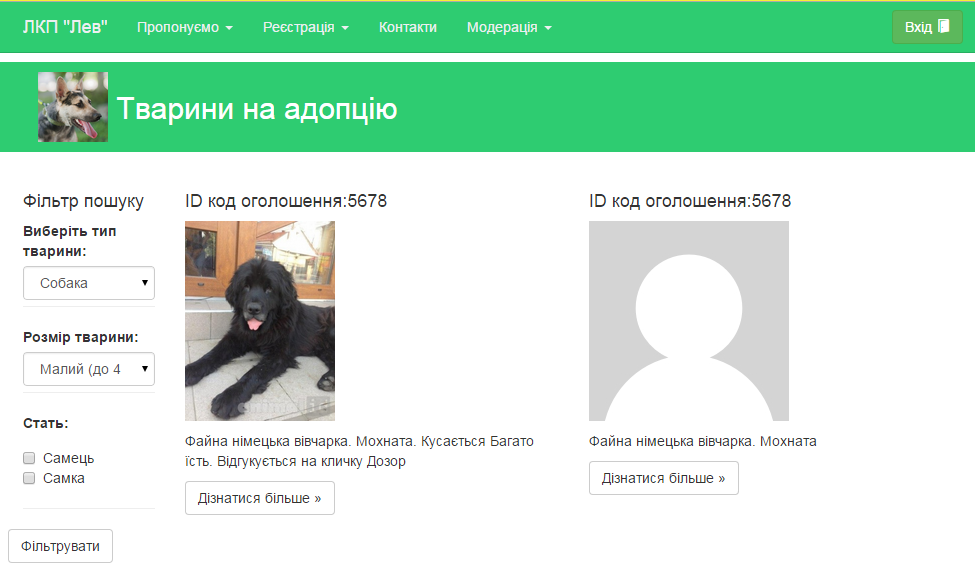 ЛКП "Лев"
Пропонуємо
Реєстрація
Контакти
Модерація
Вхід
Тварини на адопцію
Фільтр пошуку
Виберіть тип
тварини:
Собака
Розмір тварини:
Малий (до 4
Стать:
Самець
Самка
Фільтрувати
ID код оголошення:5678
Файна німецька вівчарка. Мохната. Кусається Багато
їсть. Відгукується на кличку Дозор
Дізнатися більше »
ID код оголошення:5678
Файна німецька вівчарка. Мохната
Дізнатися більше »